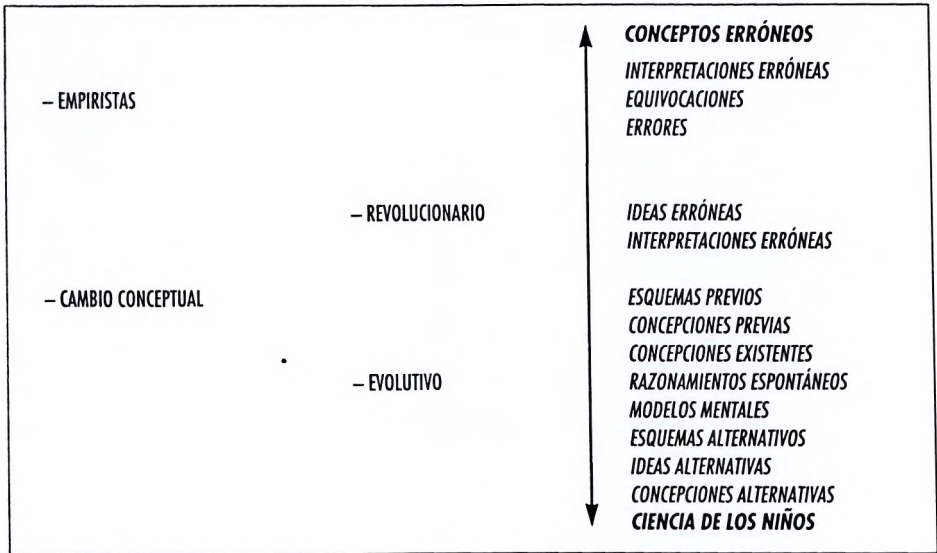 CONCEPTOS ERRÓNEOS
INTERPRETACIONES ERRÓNEAS
– EMPIRISTAS
EQUIVOCACIONES
ERRORES
– REVOLUCIONARIO
IDEAS ERRÓNEAS
INTERPRETACIONES ERRÓNEAS
– CAMBIO CONCEPTUAL
ESQUEMAS PREVIOS
CONCEPCIONES PREVIAS
CONCEPCIONES EXISTENTES
– EVOLUTIVO
RAZONAMIENTOS ESPONTÁNEOS
MODELOS MENTALES
ESQUEMAS ALTERNATIVOS
IDEAS ALTERNATIVAS
CONCEPCIONES ALTERNATIVAS
CIENCIA DE LOS NIÑOS